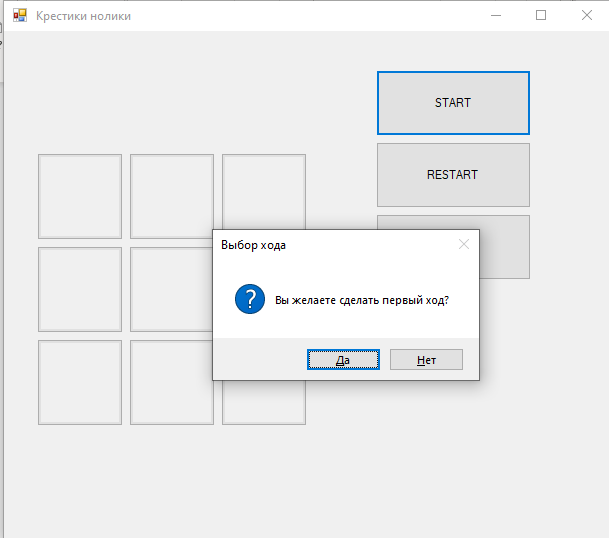 Крестики нолики
START
RESTART
Выбор хода
Вы желаете сделать первый ход?
Да
Нет